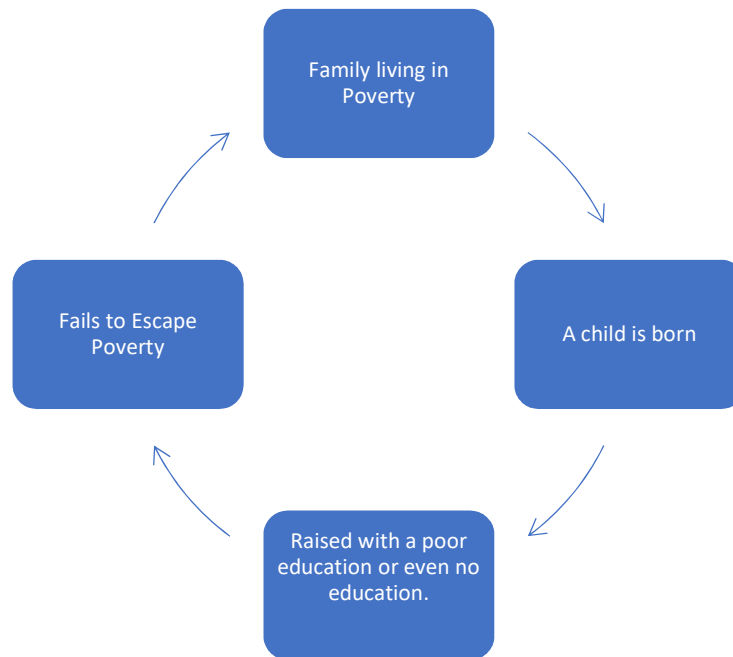 Family living in
Poverty
A child is born
Raised with a poor
education or even no
education.
Fails to Escape
Poverty